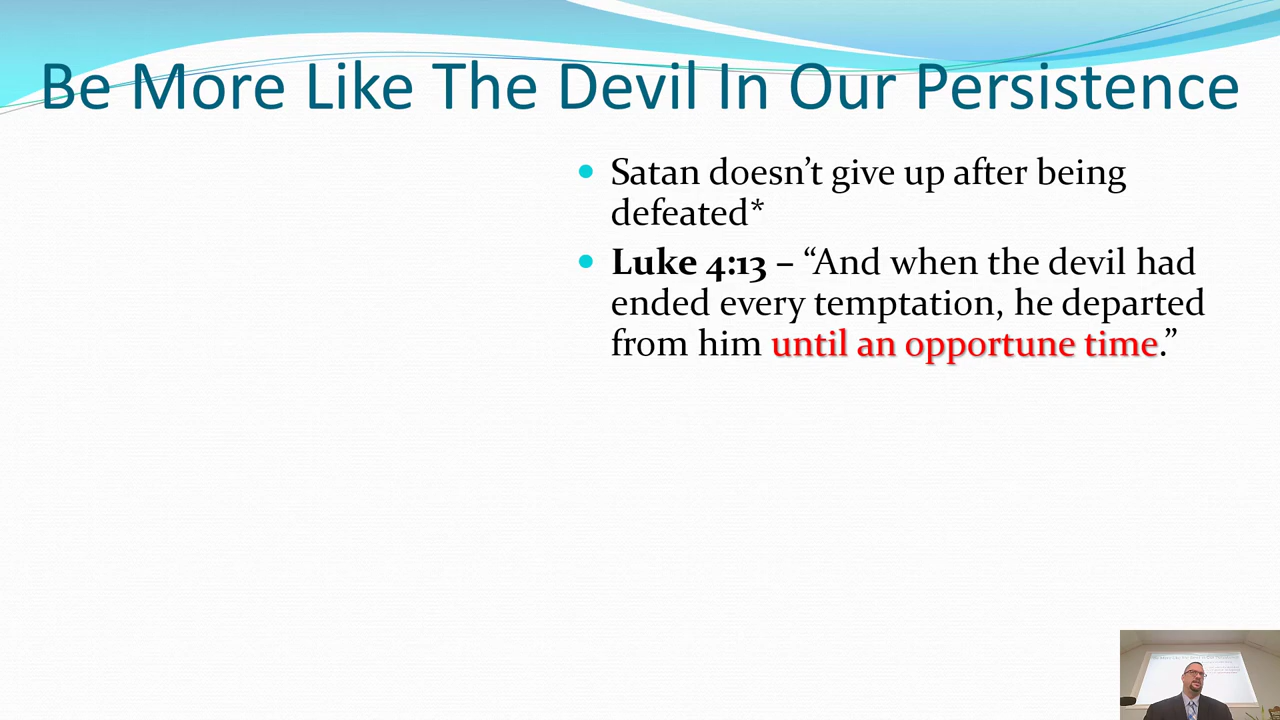 Be More Like The Devil In Our Persistence
Satan doesn’t give up after being
defeated*
Luke 4:13 – “And when the devil had
ended every temptation, he departed
from him until an opportune time.”